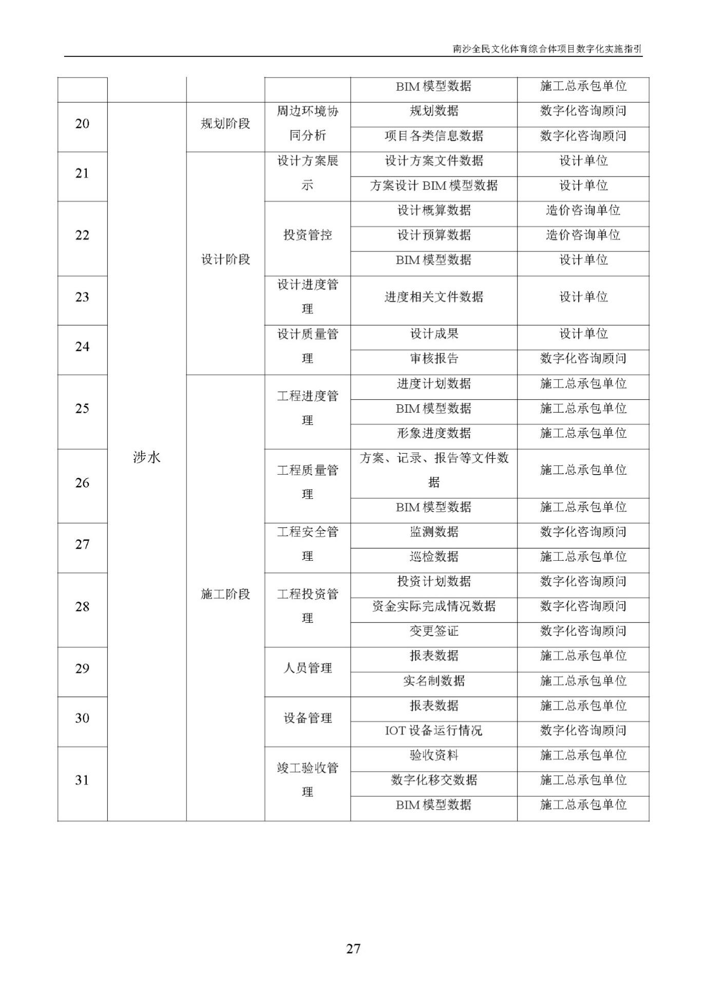 南沙全民文化体育综合体项目数字化实施指引
BIM 模型数据 施工总承包单位
20 涉水 规划阶段 周边环境协
同分析 规划数据 数字化咨询顾问
项目各类信息数据 数字化咨询顾问
21 设计阶段 设计方案展
示 设计方案文件数据 设计单位
方案设计 BIM 模型数据 设计单位
22 投资管控 设计概算数据 造价咨询单位
设计预算数据 造价咨询单位
BIM 模型数据 设计单位
23 设计进度管
理 进度相关文件数据 设计单位
24 设计质量管
理 设计成果 设计单位
审核报告 数字化咨询顾问
25 施工阶段 工程进度管
理 进度计划数据 施工总承包单位
BIM 模型数据 施工总承包单位
形象进度数据 施工总承包单位
26 工程质量管
理 方案、记录、报告等文件数
据 施工总承包单位
BIM 模型数据 施工总承包单位
27 工程安全管
理 监测数据 数字化咨询顾问
巡检数据 施工总承包单位
28 工程投资管
理 投资计划数据 数字化咨询顾问
资金实际完成情况数据 数字化咨询顾问
变更签证 数字化咨询顾问
29 人员管理 报表数据 施工总承包单位
实名制数据 施工总承包单位
30 设备管理 报表数据 施工总承包单位
IOT 设备运行情况 数字化咨询顾问
31 竣工验收管
理 验收资料 施工总承包单位
数字化移交数据 施工总承包单位
BIM 模型数据 施工总承包单位
27